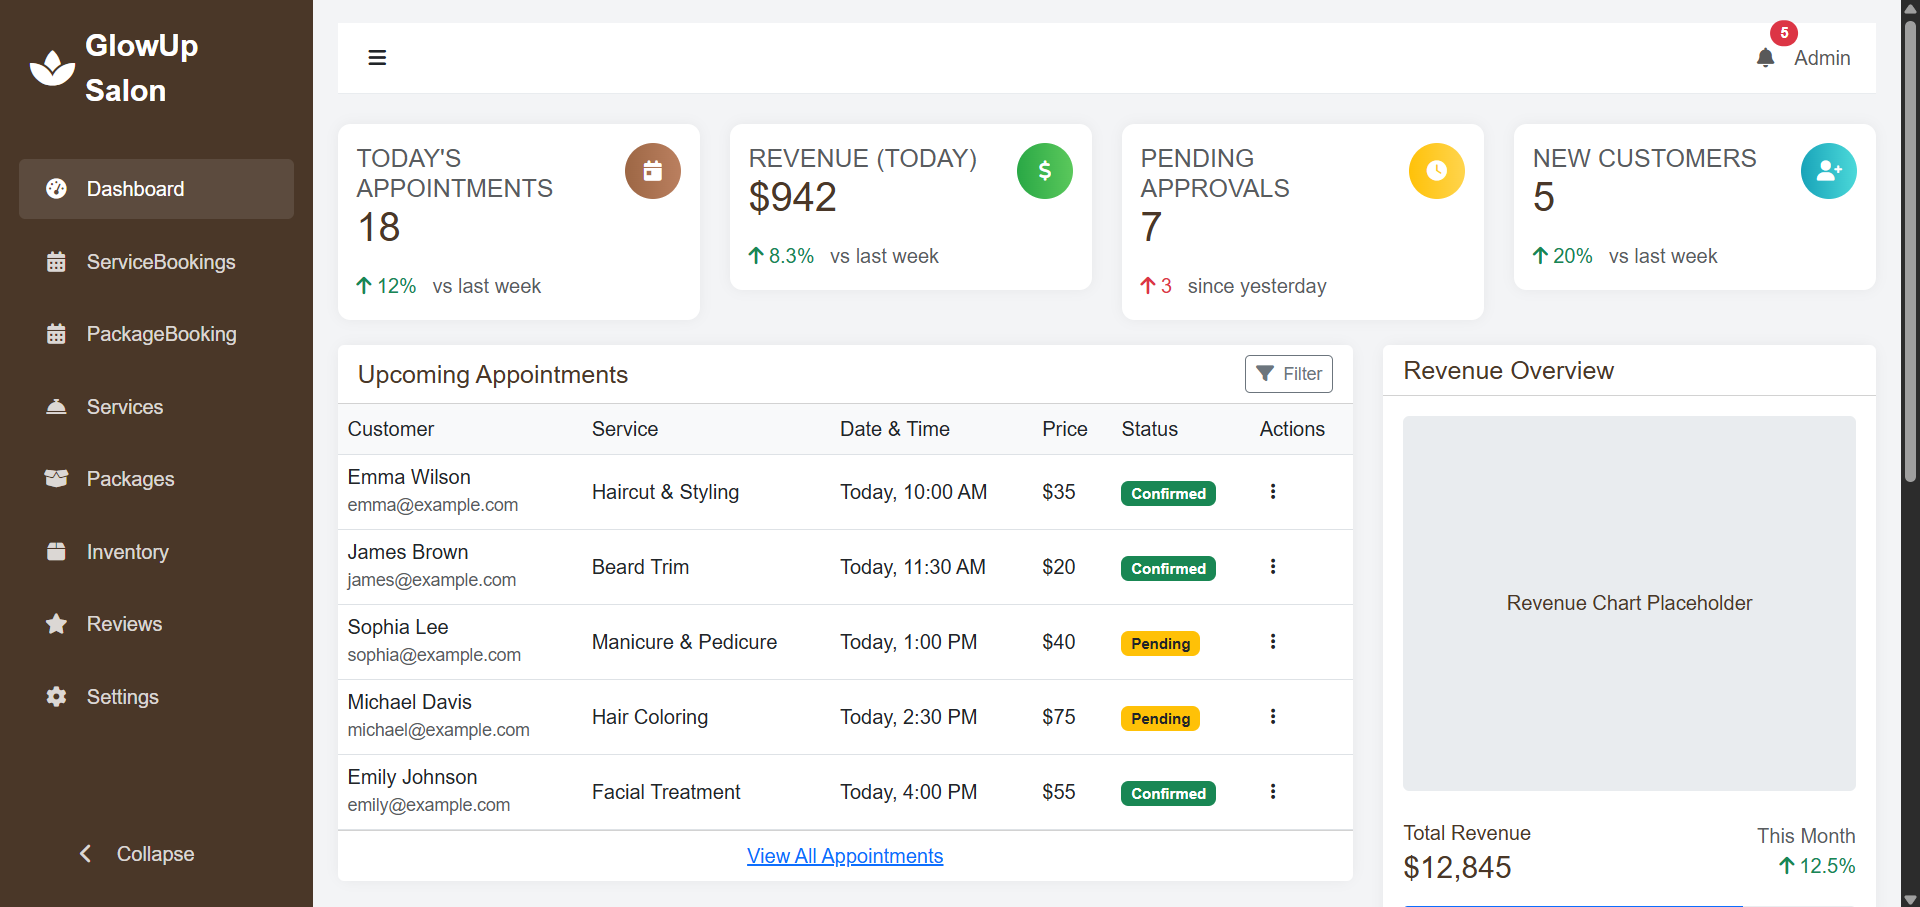 GlowUp
Salon
Dashboard
ServiceBookings
PackageBooking
Services
Packages
Inventory
Reviews
Settings
Collapse
5
Admin
TODAY'S
APPOINTMENTS
18
12% vs last week
REVENUE (TODAY)
$942
8.3% vs last week
PENDING
APPROVALS
7
3 since yesterday
NEW CUSTOMERS
5
20% vs last week
Upcoming Appointments
Filter
Customer Service Date & Time Price Status Actions
Emma Wilson
emma@example.com
Haircut & Styling Today, 10:00 AM $35 Confirmed
James Brown
james@example.com
Beard Trim Today, 11:30 AM $20 Confirmed
Sophia Lee
sophia@example.com
Manicure & Pedicure Today, 1:00 PM $40 Pending
Michael Davis
michael@example.com
Hair Coloring Today, 2:30 PM $75 Pending
Emily Johnson
emily@example.com
Facial Treatment Today, 4:00 PM $55 Confirmed
View All Appointments
Revenue Overview
Revenue Chart Placeholder
Total Revenue
$12,845
This Month
12.5%